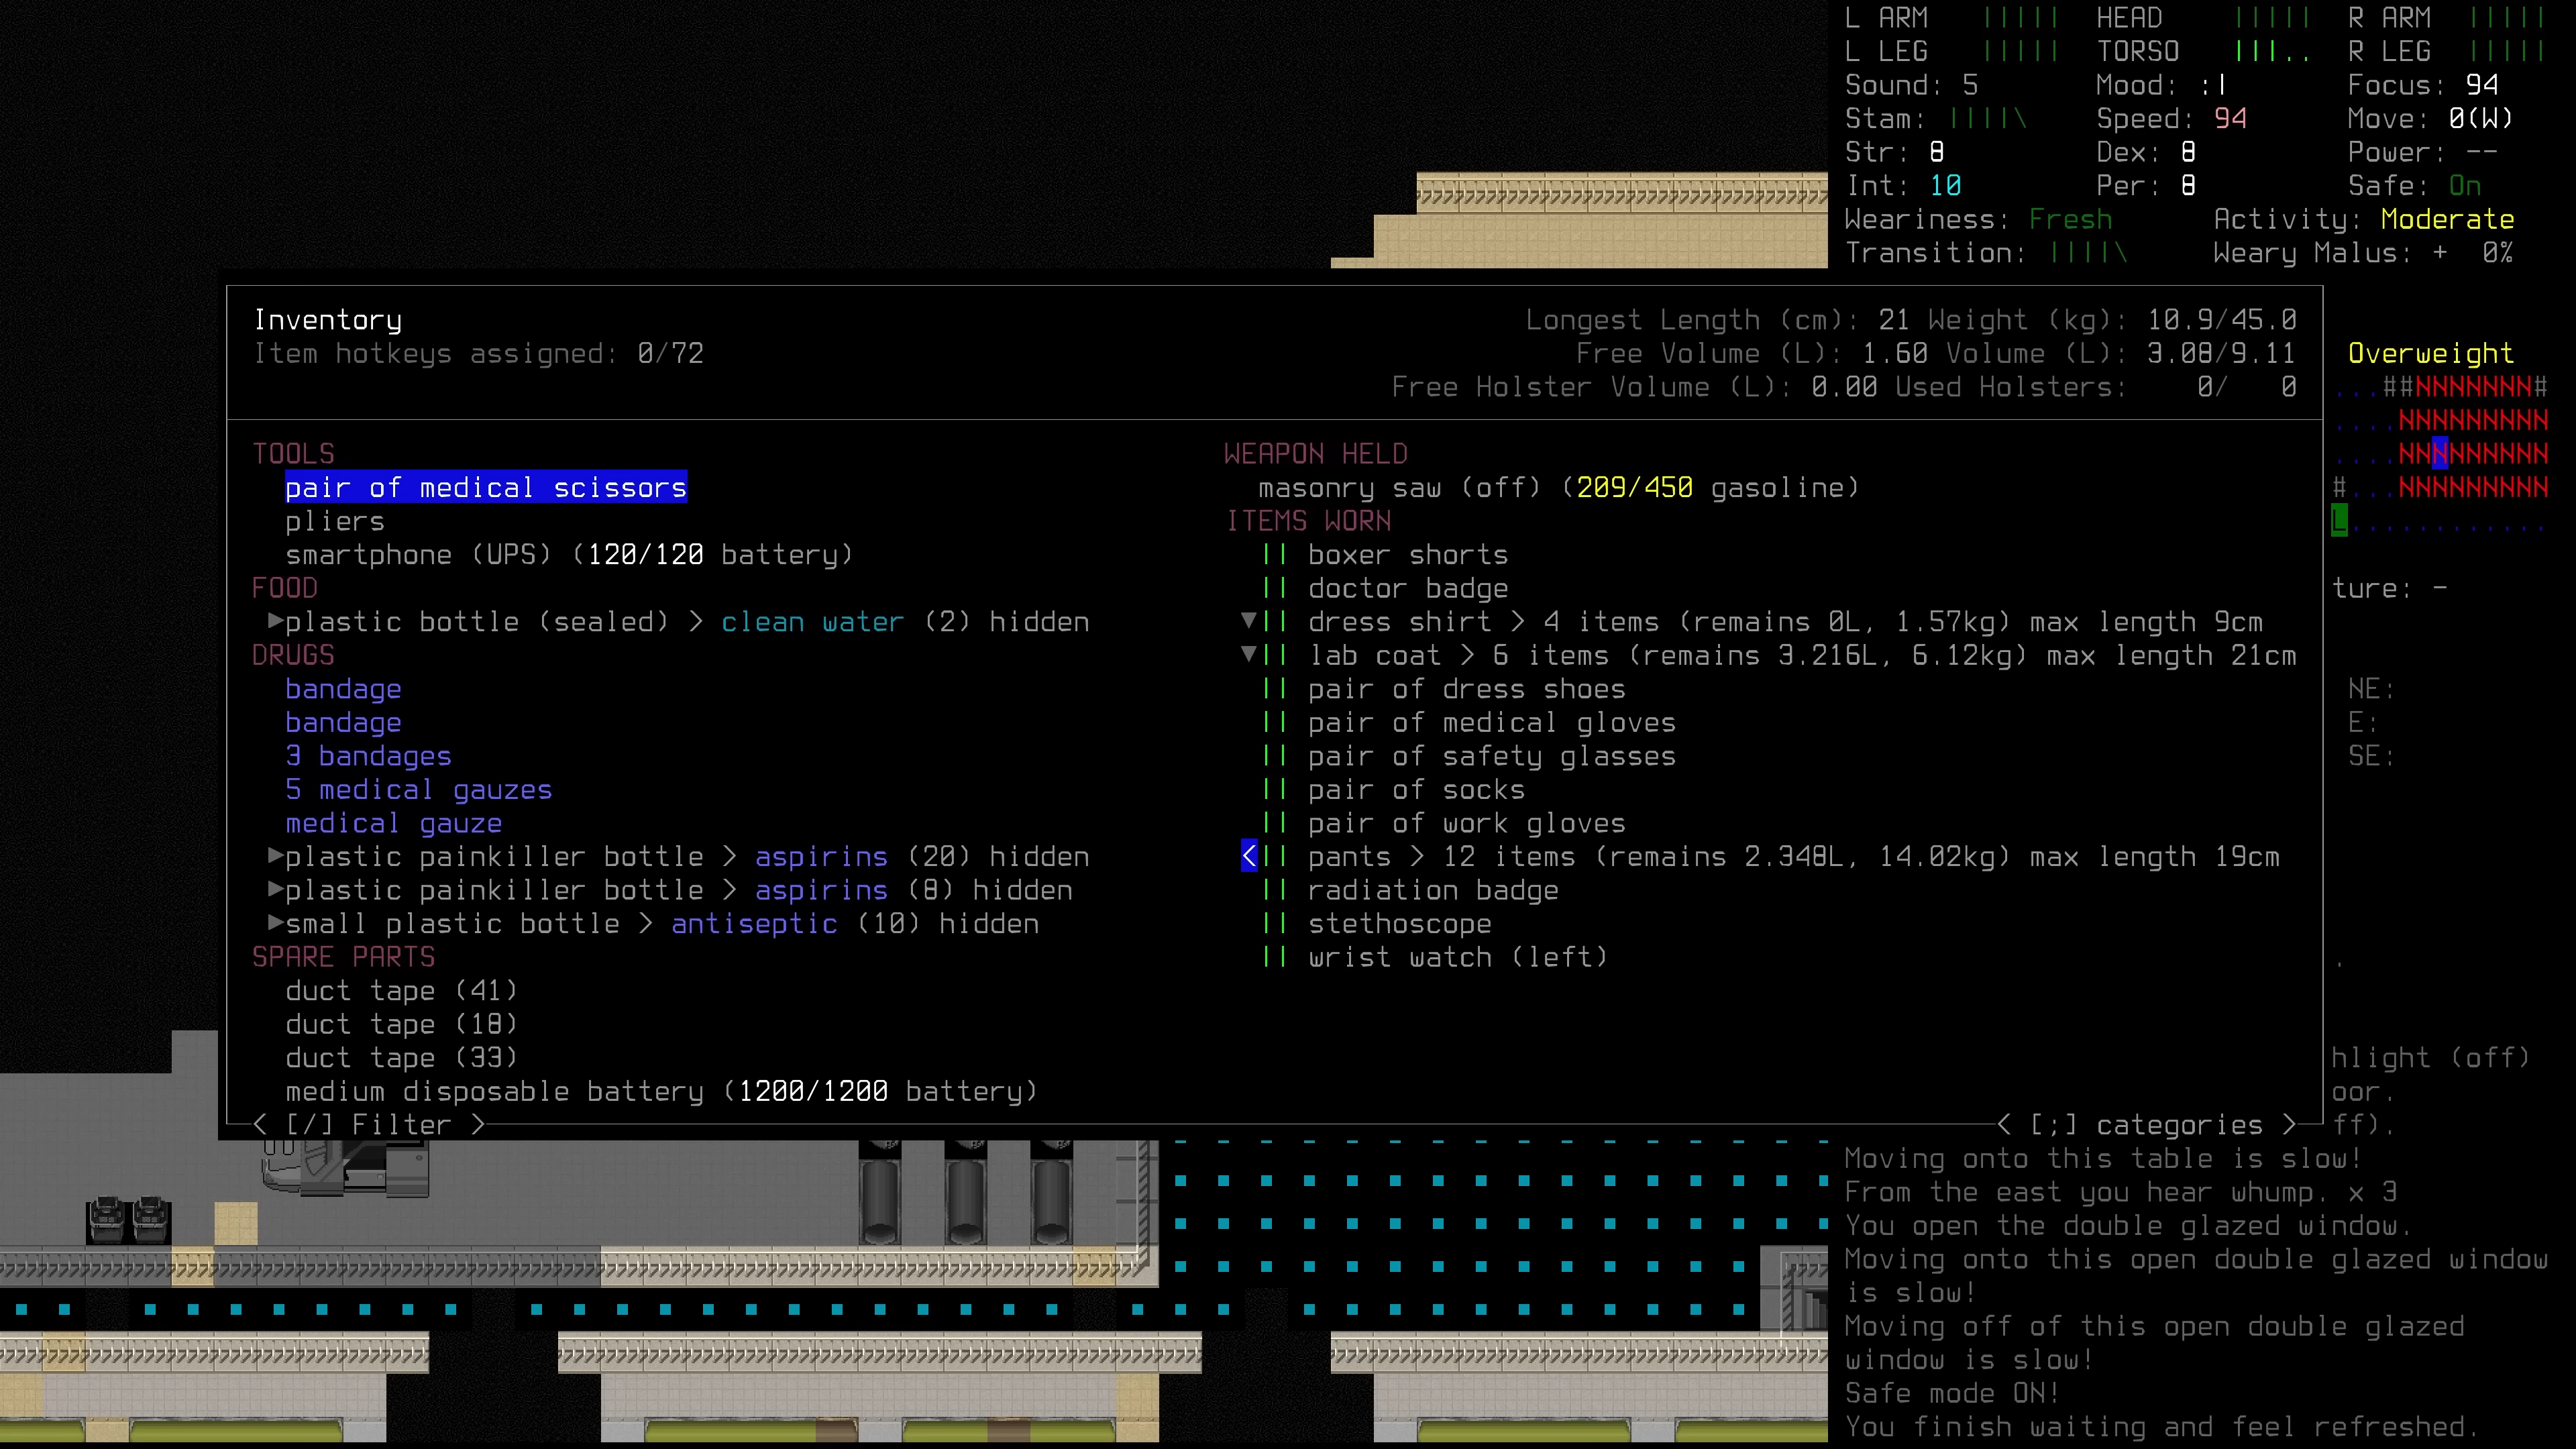 L ARM ||||| HEAD ||||| R ARM |||||
L LEG ||||| TORSO |||.. R LEG |||||
Sound: 5 Mood: :| Focus: 94
Stam: ||||\ Speed: 94 Move: 0(W)
Str: 8 Dex: 8 Power: --
Int: 10 Per: 8 Safe: On
Weariness: Fresh Activity: Moderate
Transition: ||||\ Weary Malus: + 0%
Inventory Longest Length (cm): 21 Weight (kg): 10.9/45.0
Item hotkeys assigned: 0/72 Free Volume (L): 1.60 Volume (L): 3.08/9.11
Free Holster Volume (L): 0.00 Used Holsters: 0/ 0
TOOLS
pair of medical scissors
pliers
smartphone (UPS) (120/120 battery)
FOOD
▶plastic bottle (sealed) > clean water (2) hidden
DRUGS
bandage
bandage
3 bandages
5 medical gauzes
medical gauze
▶plastic painkiller bottle > aspirins (20) hidden
▶plastic painkiller bottle > aspirins (8) hidden
▶small plastic bottle > antiseptic (10) hidden
SPARE PARTS
duct tape (41)
duct tape (18)
duct tape (33)
medium disposable battery (1200/1200 battery)
< [/] Filter >
WEAPON HELD
masonry saw (off) (209/450 gasoline)
ITEMS WORN
|| boxer shorts
|| doctor badge
▼|| dress shirt > 4 items (remains 0L, 1.57kg) max length 9cm
▼|| lab coat > 6 items (remains 3.216L, 6.12kg) max length 21cm
|| pair of dress shoes
|| pair of medical gloves
|| pair of safety glasses
|| pair of socks
|| pair of work gloves
<|| pants > 12 items (remains 2.348L, 14.02kg) max length 19cm
|| radiation badge
|| stethoscope
|| wrist watch (left)
< [;] categories >
Overweight
...##NNNNNNN#
....NNNNNNNNN
....NNNNNNNNN
#...NNNNNNNNN
L............
ture: -
NE:
E:
SE:
.
hlight (off)
oor.
ff).
Moving onto this table is slow!
From the east you hear whump. x 3
You open the double glazed window.
Moving onto this open double glazed window
is slow!
Moving off of this open double glazed
window is slow!
Safe mode ON!
You finish waiting and feel refreshed.